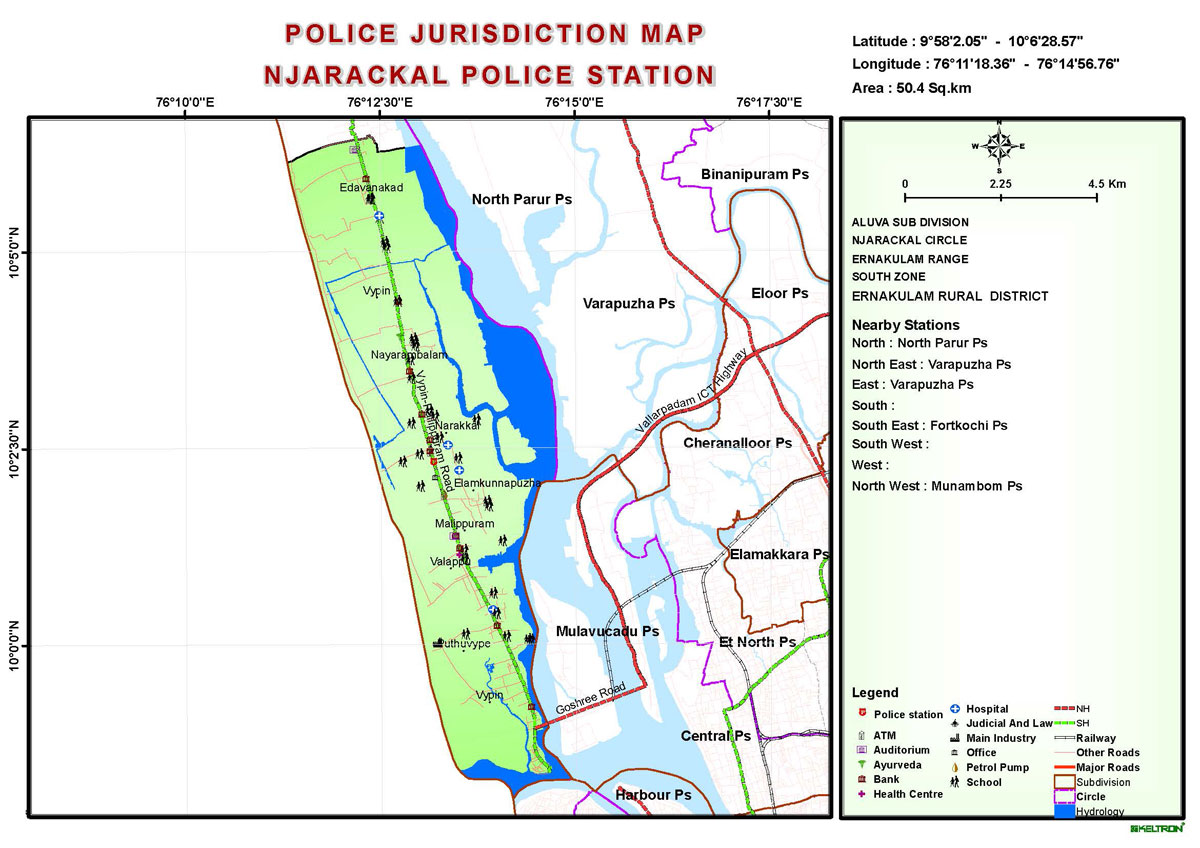 POLICE JURISDICTION MAP
NJARACKAL POLICE STATION
Latitude : 9°58'2.05" - 10°6'28.57"
Longitude : 76°11'18.36" - 76°14'56.76"
Area : 50.4 Sq.km
76°10'0"E 76°12'30"E 76°15'0"E 76°17'30"E
10°5'0"N
10°2'30"N
10°0'0"N
Edavanakad
Vypin
Nayarambalam
Vypin-Pallippuram Road
Narakkal
Elamkunnapuzha
Malippuram
Valappu
Puthuvype
Vypin
North Parur Ps
Binanipuram Ps
Varapuzha Ps
Eloor Ps
Vallarpadam ICT Highway
Cheranalloor Ps
Elamakkara Ps
Mulavucadu Ps
Et North Ps
Goshree Road
Central Ps
Harbour Ps
N
W E
S
0 2.25 4.5 Km
ALUVA SUB DIVISION
NJARACKAL CIRCLE
ERNAKULAM RANGE
SOUTH ZONE
ERNAKULAM RURAL DISTRICT
Nearby Stations
North : North Parur Ps
North East : Varapuzha Ps
East : Varapuzha Ps
South :
South East : Fortkochi Ps
South West :
West :
North West : Munambom Ps
Legend
Police station
ATM
Auditorium
Ayurveda
Bank
Health Centre
Hospital
Judicial And Law
Main Industry
Office
Petrol Pump
School
NH
SH
Railway
Other Roads
Major Roads
Subdivision
Circle
Hydrology
KELTRON